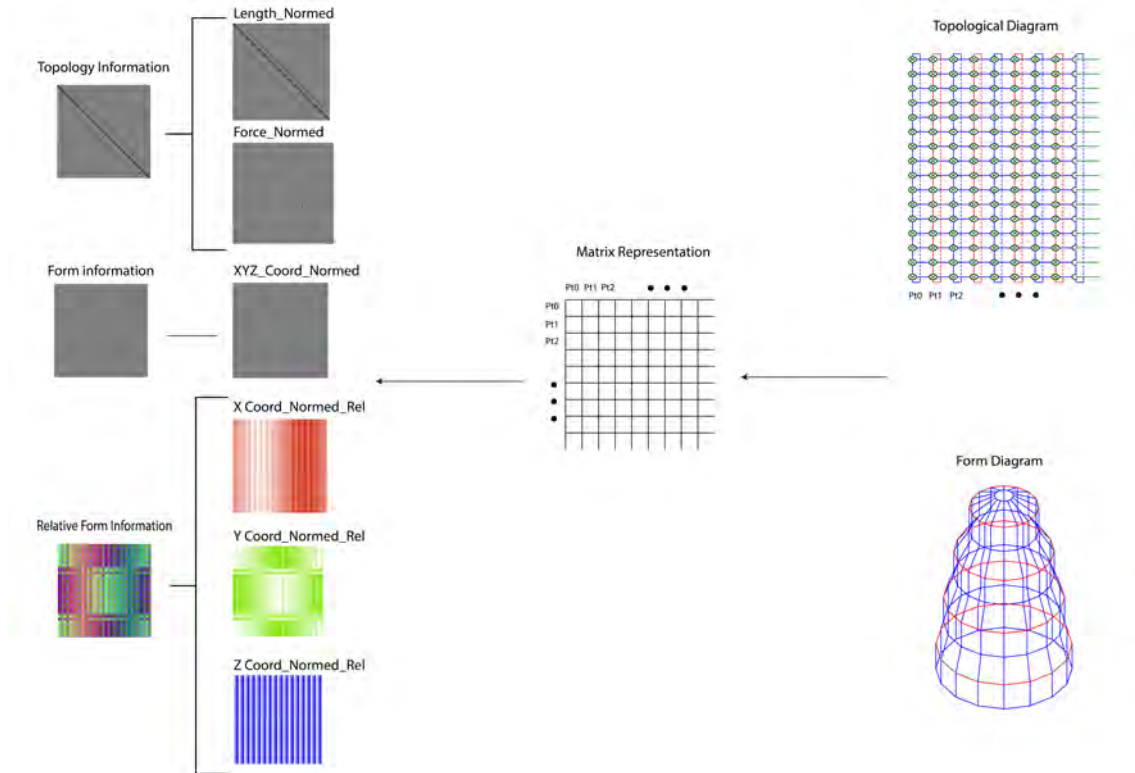 Length_Normed
Topology Information
Force_Normed
Form information
XYZ_Coord_Normed
X Coord_Normed_Rel
Relative Form Information
Y Coord_Normed_Rel
Z Coord_Normed_Rel
Matrix Representation
Pt0 Pt1 Pt2
Pt0
Pt1
Pt2
Topological Diagram
Pt0 Pt1 Pt2
Form Diagram